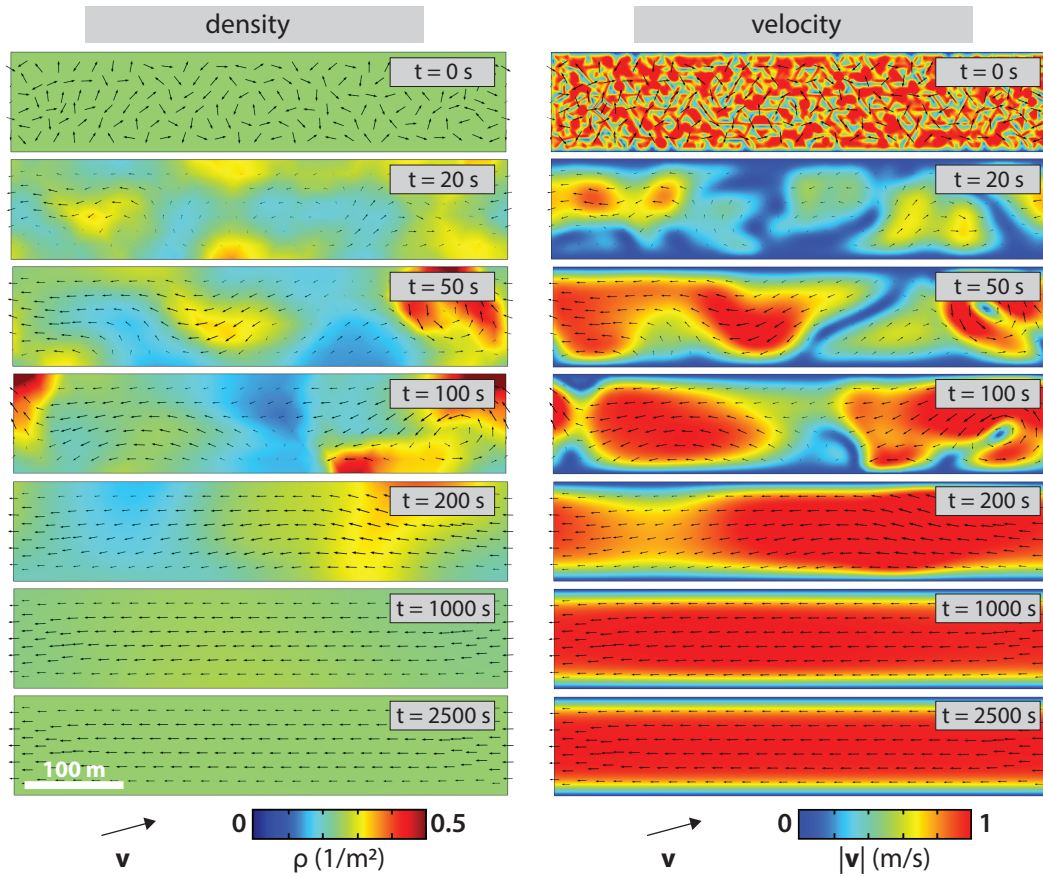 density
velocity
t = 0 s
t = 0 s
t = 20 s
t = 20 s
t = 50 s
t = 50 s
t = 100 s
t = 100 s
t = 200 s
t = 200 s
t = 1000 s
t = 1000 s
t = 2500 s
t = 2500 s
100 m
v
0
0.5
ρ (1/m²)
v
0
1
|v| (m/s)